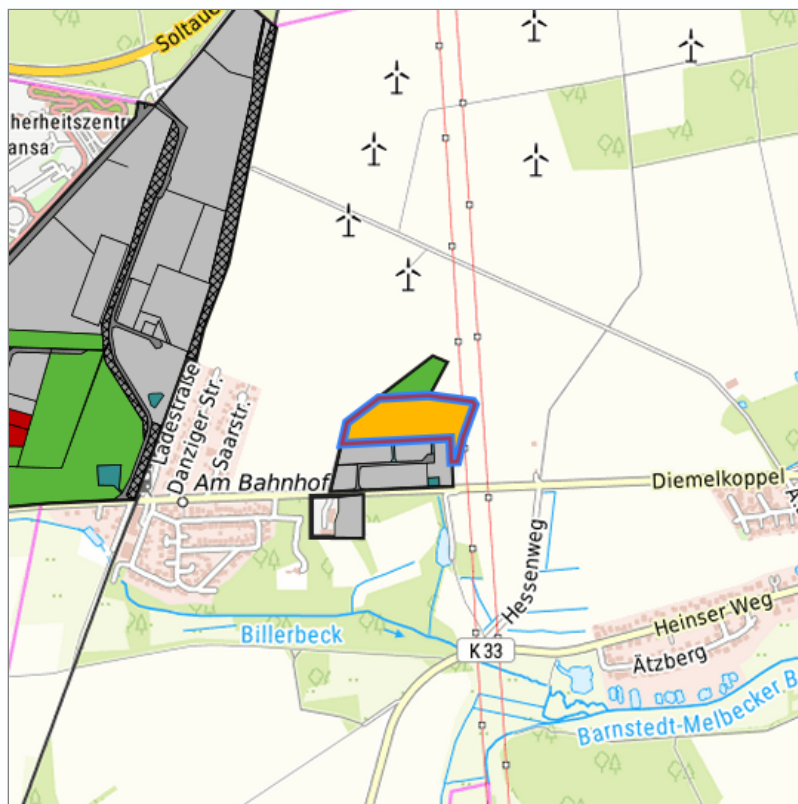 Soltaue
herheitszentr
ansa
Ladestraße
Danziger Str.
Saarstr.
Am Bahnhof
Diemelkoppel
Hessenweg
Heinser Weg
Billerbeck
K 33
Ätzberg
Barnstedt-Melbecker B